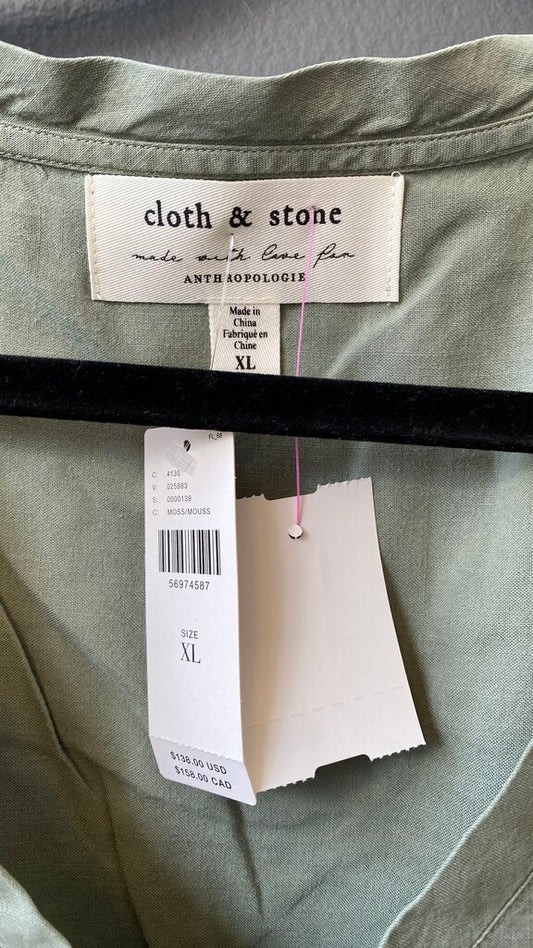 cloth & stone
made with love for
ANTHROPOLOGIE
Made in
China
Fabriqué en
Chine
XL
FL_68
C: 4130
V: 025983
S: 0000139
C: MOSS/MOUSS
56974587
SIZE
XL
$138.00 USD
$158.00 CAD